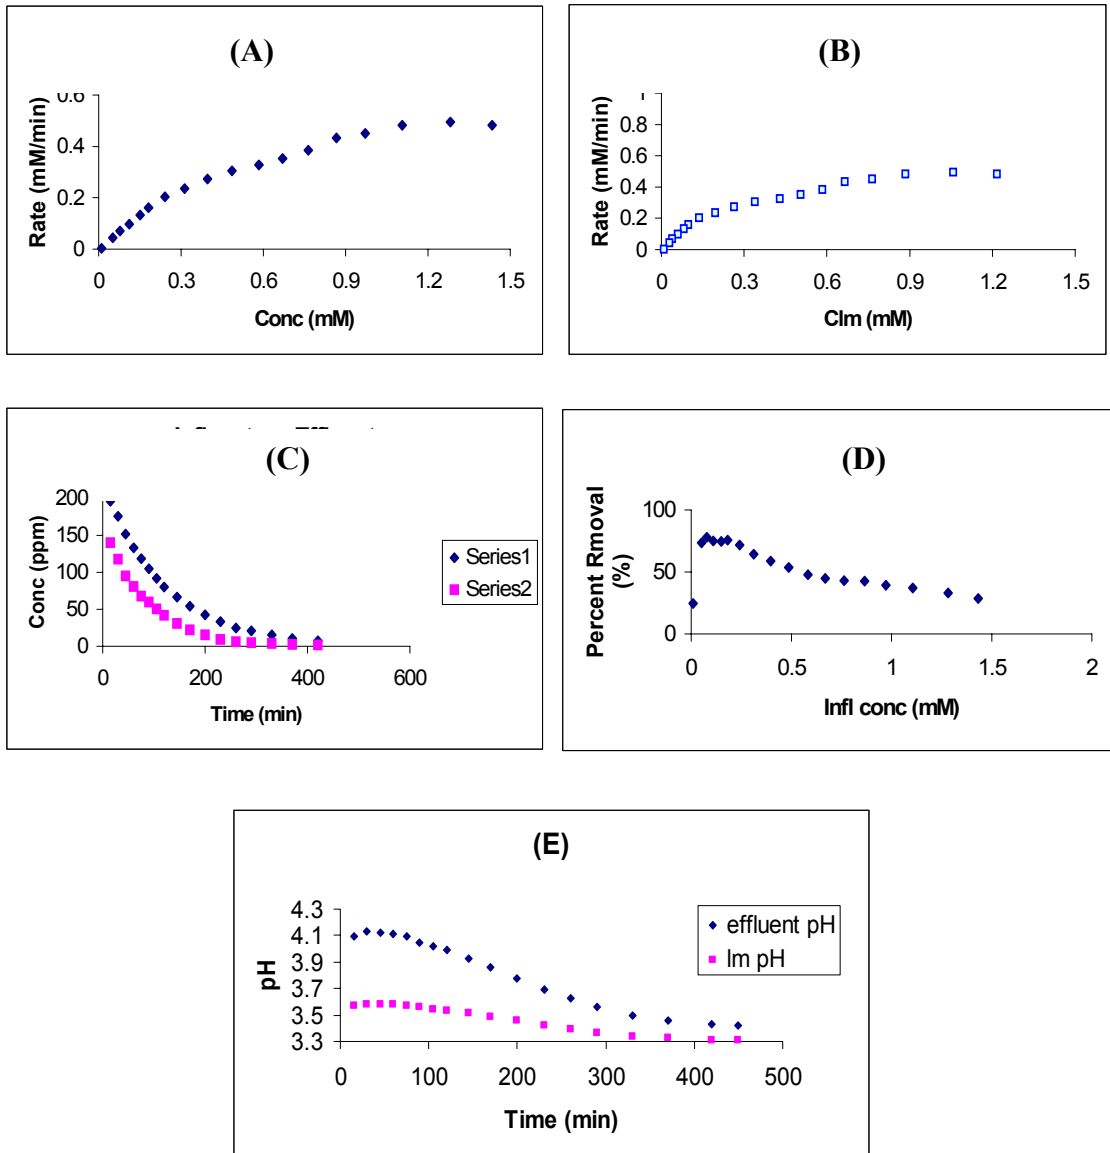 (A)
0.6
0.4
0.2
0
Rate (mM/min)
0 0.3 0.6 0.9 1.2 1.5
Conc (mM)
(B)
1
0.8
0.6
0.4
0.2
0
Rate (mM/min)
0 0.3 0.6 0.9 1.2 1.5
Clm (mM)
(C)
200
150
100
50
0
Conc (ppm)
0 200 400 600
Time (min)
Series1
Series2
(D)
100
50
0
Percent Rmoval
(%)
0 0.5 1 1.5 2
Infl conc (mM)
(E)
4.3
4.1
3.9
3.7
3.5
3.3
pH
0 100 200 300 400 500
Time (min)
effluent pH
lm pH